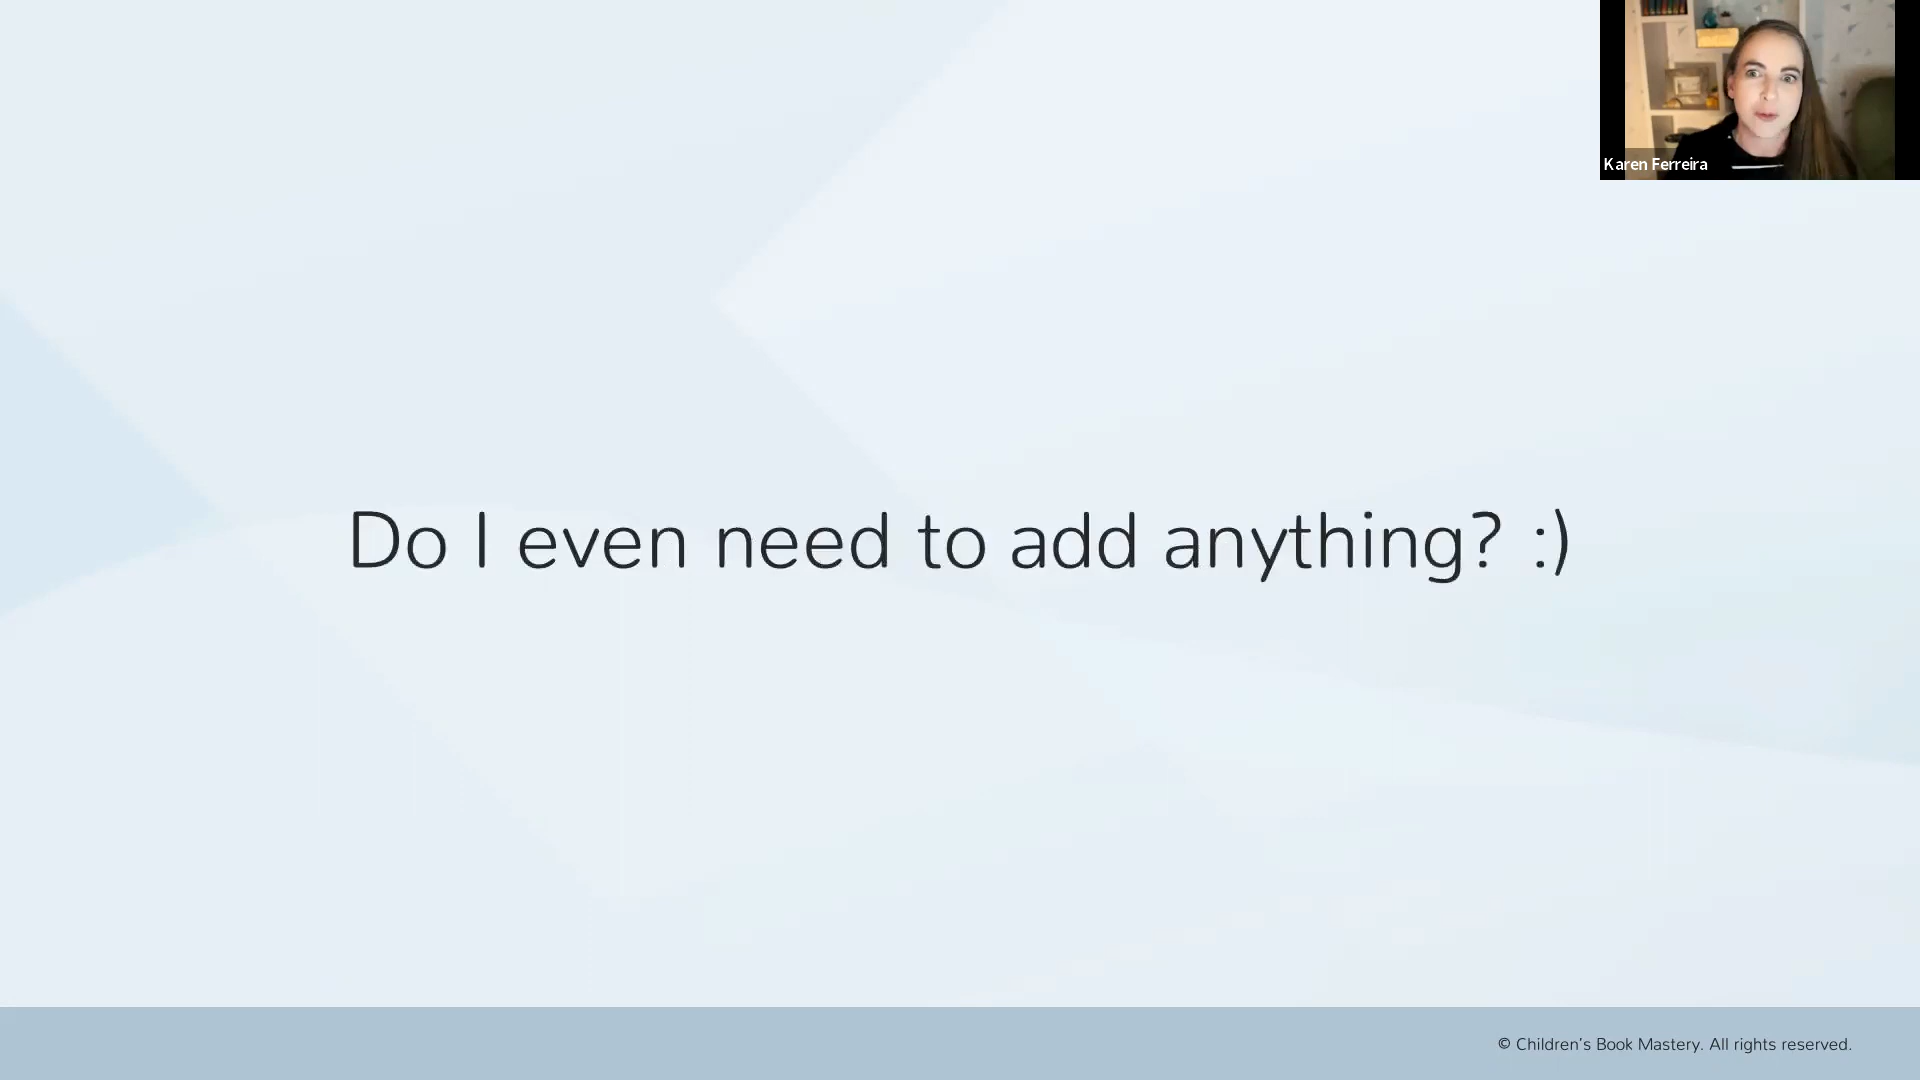 Karen Ferreira
Do I even need to add anything? :)
© Children's Book Mastery. All rights reserved.